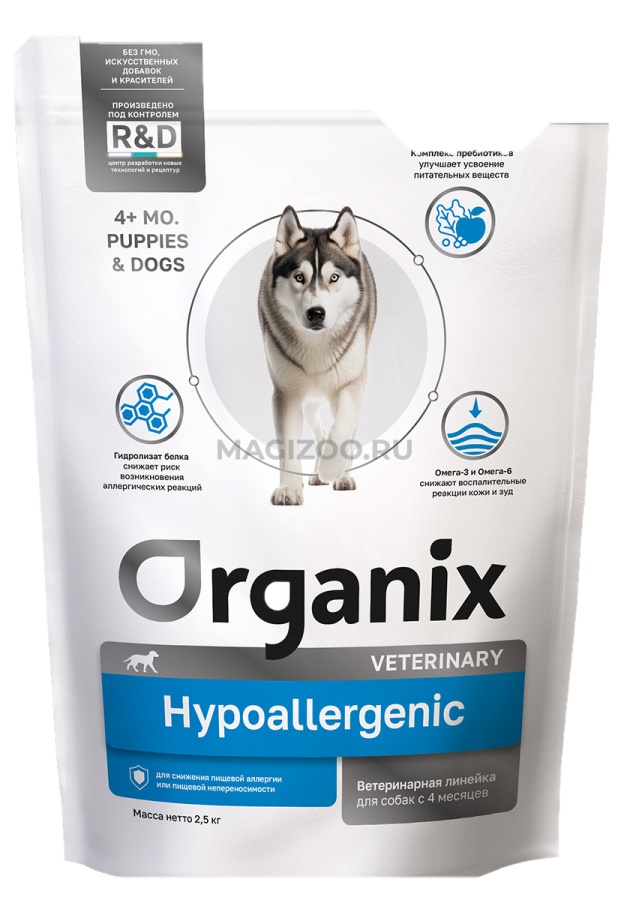 БЕЗ ГМО,
ИСКУССТВЕННЫХ
ДОБАВОК
И КРАСИТЕЛЕЙ
ПРОИЗВЕДЕНО
ПОД КОНТРОЛЕМ
R&D
центр разработки новых
технологий и рецептур
4+ MO.
PUPPIES
& DOGS
Комплекс пребиотиков
улучшает усвоение
питательных веществ
Гидролизат белка
снижает риск
возникновения
аллергических реакций
MAGIZOO.RU
Омега-3 и Омега-6
снижают воспалительные
реакции кожи и зуд
Organix
VETERINARY
Hypoallergenic
для снижения пищевой аллергии
или пищевой непереносимости
Ветеринарная линейка
для собак с 4 месяцев
Масса нетто 2,5 кг